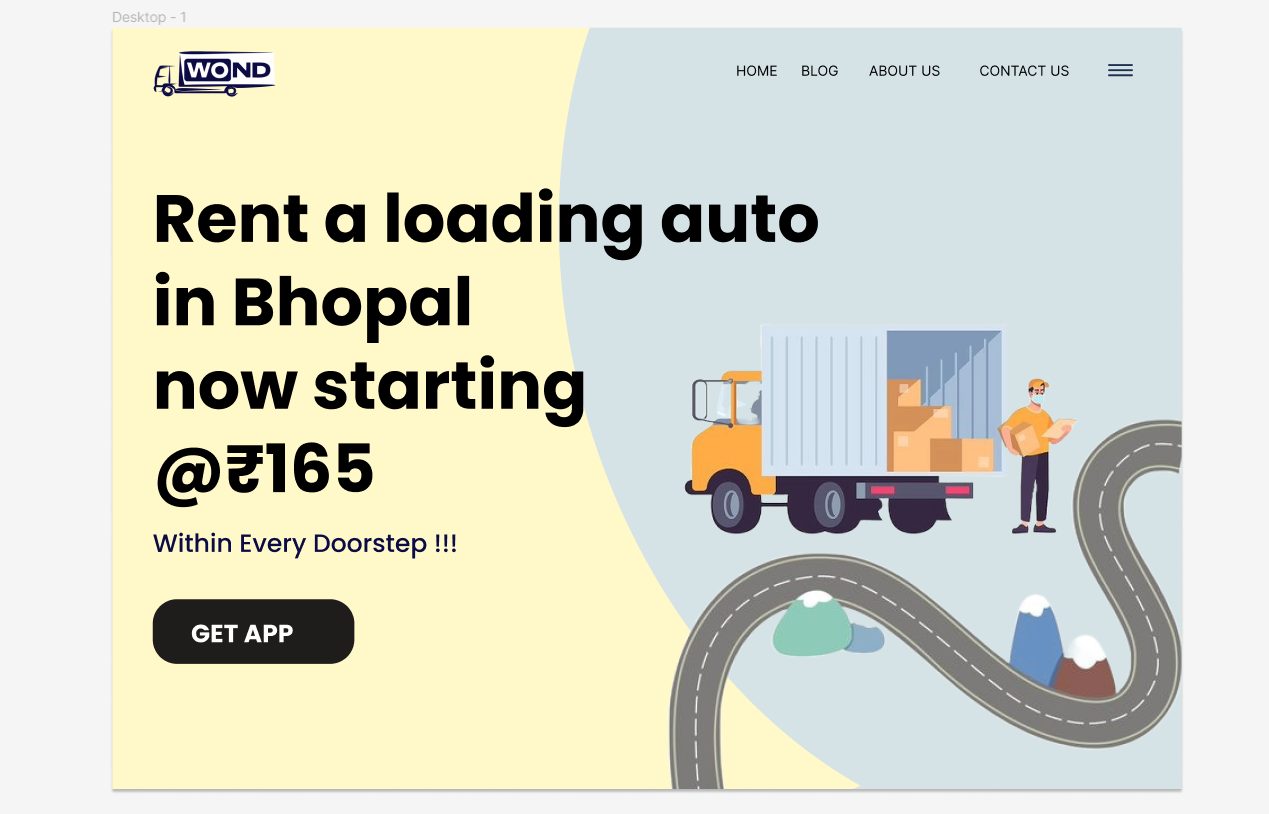 Desktop - 1
WOND
HOME BLOG ABOUT US CONTACT US
Rent a loading auto
in Bhopal
now starting
@₹165
Within Every Doorstep !!!
GET APP